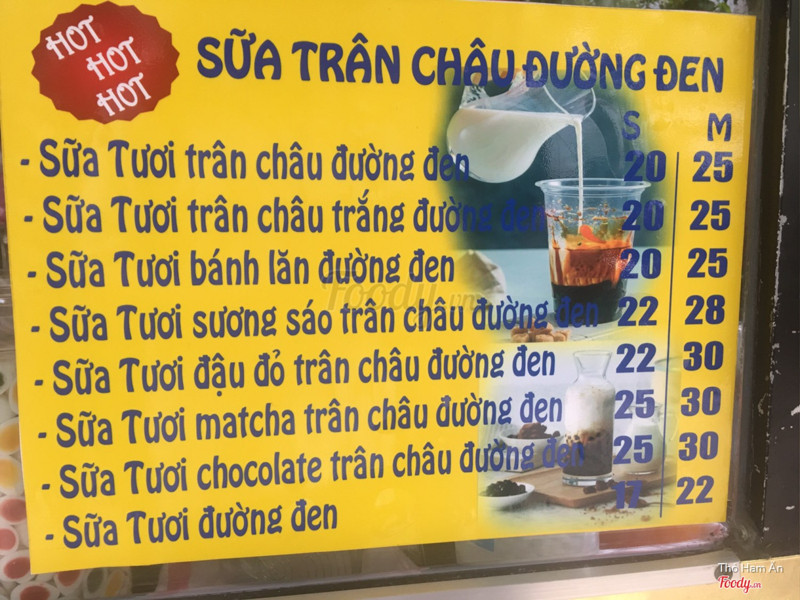 HOT
HOT
HOT
SỮA TRÂN CHÂU ĐƯỜNG ĐEN
S M
- Sữa Tươi trân châu đường đen 20 25
- Sữa Tươi trân châu trắng đường đen 20 25
- Sữa Tươi bánh lăn đường đen 20 25
- Sữa Tươi sương sáo trân châu đường đen 22 28
- Sữa Tươi đậu đỏ trân châu đường đen 22 30
- Sữa Tươi matcha trân châu đường đen 25 30
- Sữa Tươi chocolate trân châu đường đen 25 30
- Sữa Tươi đường đen 17 22
Foody.vn
Thố Ham Ăn
Foody.vn